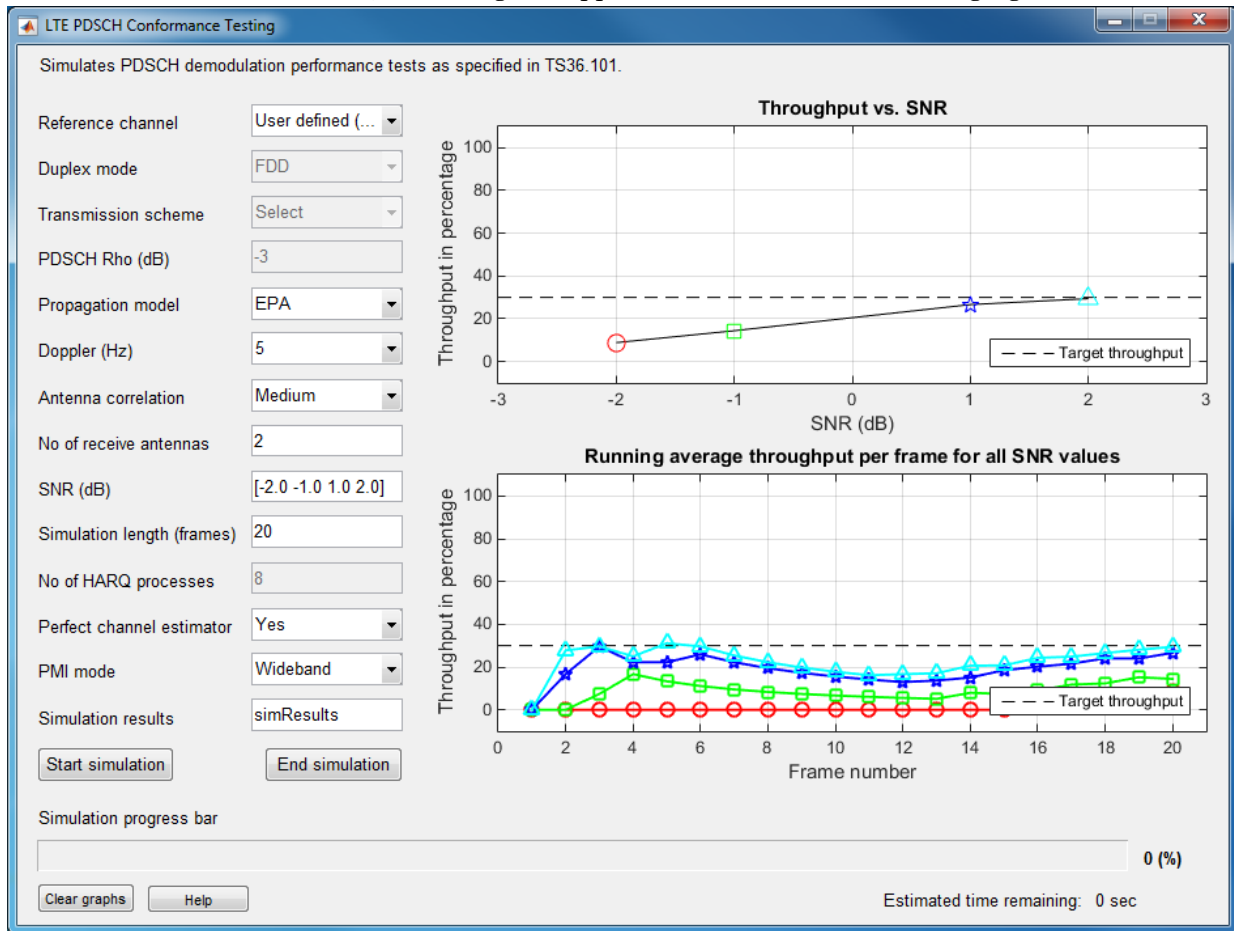 LTE PDSCH Conformance Testing
Simulates PDSCH demodulation performance tests as specified in TS36.101.
Reference channel
User defined (...
Duplex mode
FDD
Transmission scheme
Select
PDSCH Rho (dB)
-3
Propagation model
EPA
Doppler (Hz)
5
Antenna correlation
Medium
No of receive antennas
2
SNR (dB)
[-2.0 -1.0 1.0 2.0]
Simulation length (frames)
20
No of HARQ processes
8
Perfect channel estimator
Yes
PMI mode
Wideband
Simulation results
simResults
Start simulation
End simulation
Throughput vs. SNR
Throughput in percentage
100
80
60
40
20
0
-3 -2 -1 0 1 2 3
SNR (dB)
Target throughput
Running average throughput per frame for all SNR values
Throughput in percentage
100
80
60
40
20
0
0 2 4 6 8 10 12 14 16 18 20
Frame number
Target throughput
Simulation progress bar
0 (%)
Clear graphs
Help
Estimated time remaining: 0 sec